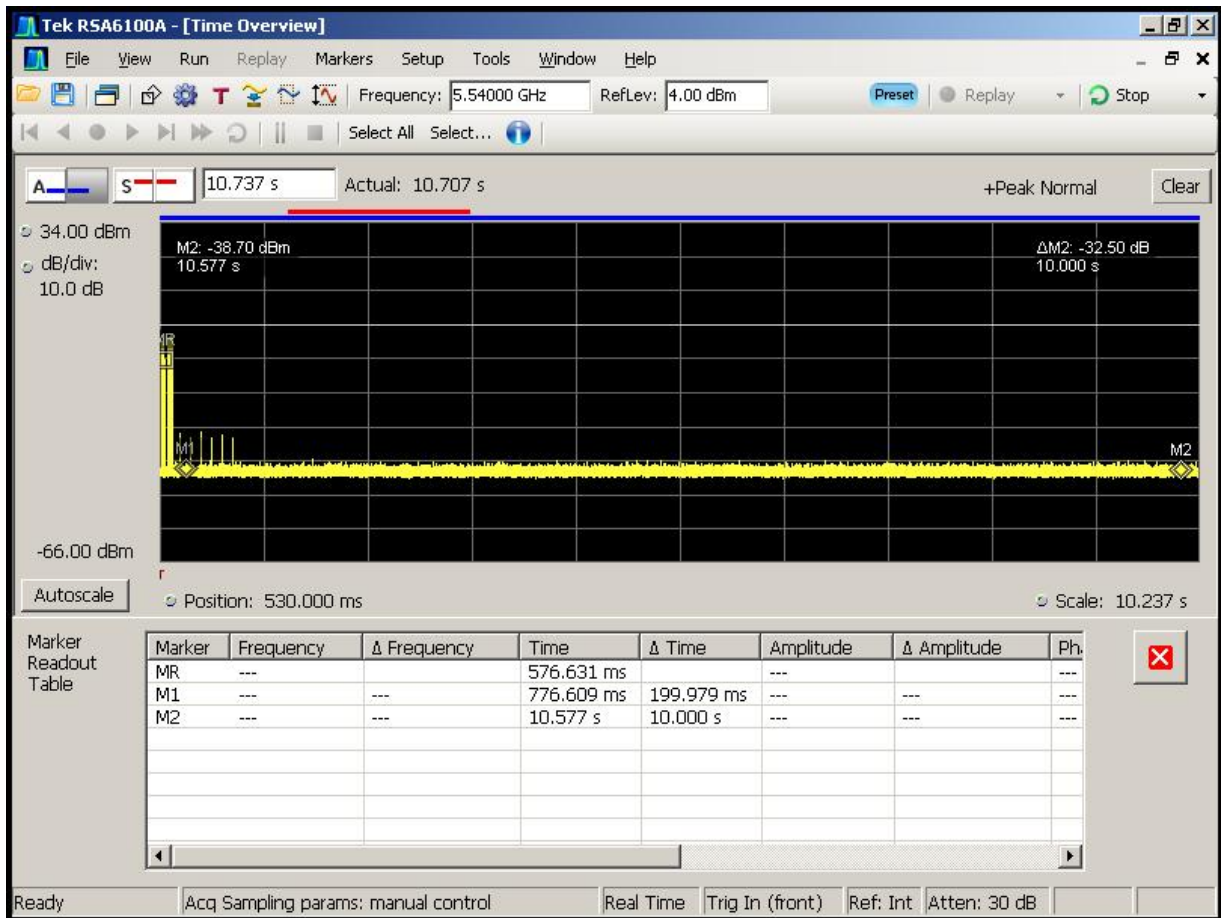 Tek RSA6100A - [Time Overview]
File View Run Replay Markers Setup Tools Window Help
T Frequency: 5.54000 GHz RefLev: 4.00 dBm Preset Replay Stop
Select All Select...
A S 10.737 s Actual: 10.707 s +Peak Normal Clear
34.00 dBm
dB/div:
10.0 dB
M2: -38.70 dBm
10.577 s
ΔM2: -32.50 dB
10.000 s
MR
M1
M2
-66.00 dBm
Autoscale Position: 530.000 ms Scale: 10.237 s
Marker
Readout
Table
Marker Frequency Δ Frequency Time Δ Time Amplitude Δ Amplitude
MR --- 576.631 ms --- ---
M1 --- --- 776.609 ms 199.979 ms --- --- ---
M2 --- --- 10.577 s 10.000 s --- --- ---
Ready Acq Sampling params: manual control Real Time Trig In (front) Ref: Int Atten: 30 dB